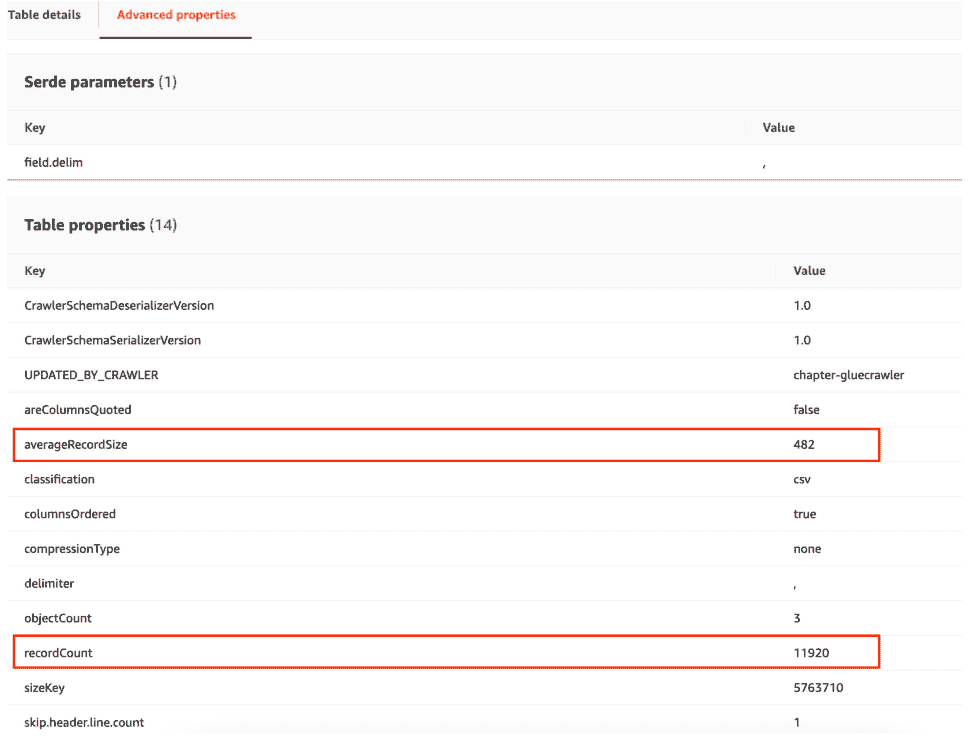 Table details Advanced properties
Serde parameters (1)
Key Value
field.delim ,
Table properties (14)
Key Value
CrawlerSchemaDeserializerVersion 1.0
CrawlerSchemaSerializerVersion 1.0
UPDATED_BY_CRAWLER chapter-gluecrawler
areColumnsQuoted false
averageRecordSize 482
classification csv
columnsOrdered true
compressionType none
delimiter ,
objectCount 3
recordCount 11920
sizeKey 5763710
skip.header.line.count 1